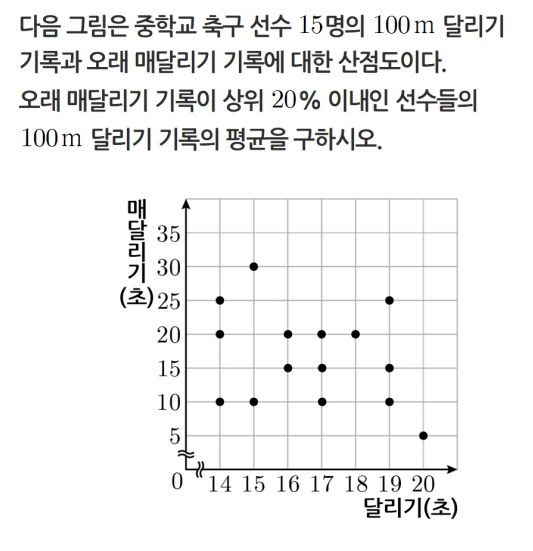 다음 그림은 중학교 축구 선수 15명의 100 m 달리기
기록과 오래 매달리기 기록에 대한 산점도이다.
오래 매달리기 기록이 상위 20% 이내인 선수들의
100 m 달리기 기록의 평균을 구하시오.
매달리기(초)
35
30
25
20
15
10
5
0 14 15 16 17 18 19 20
달리기(초)